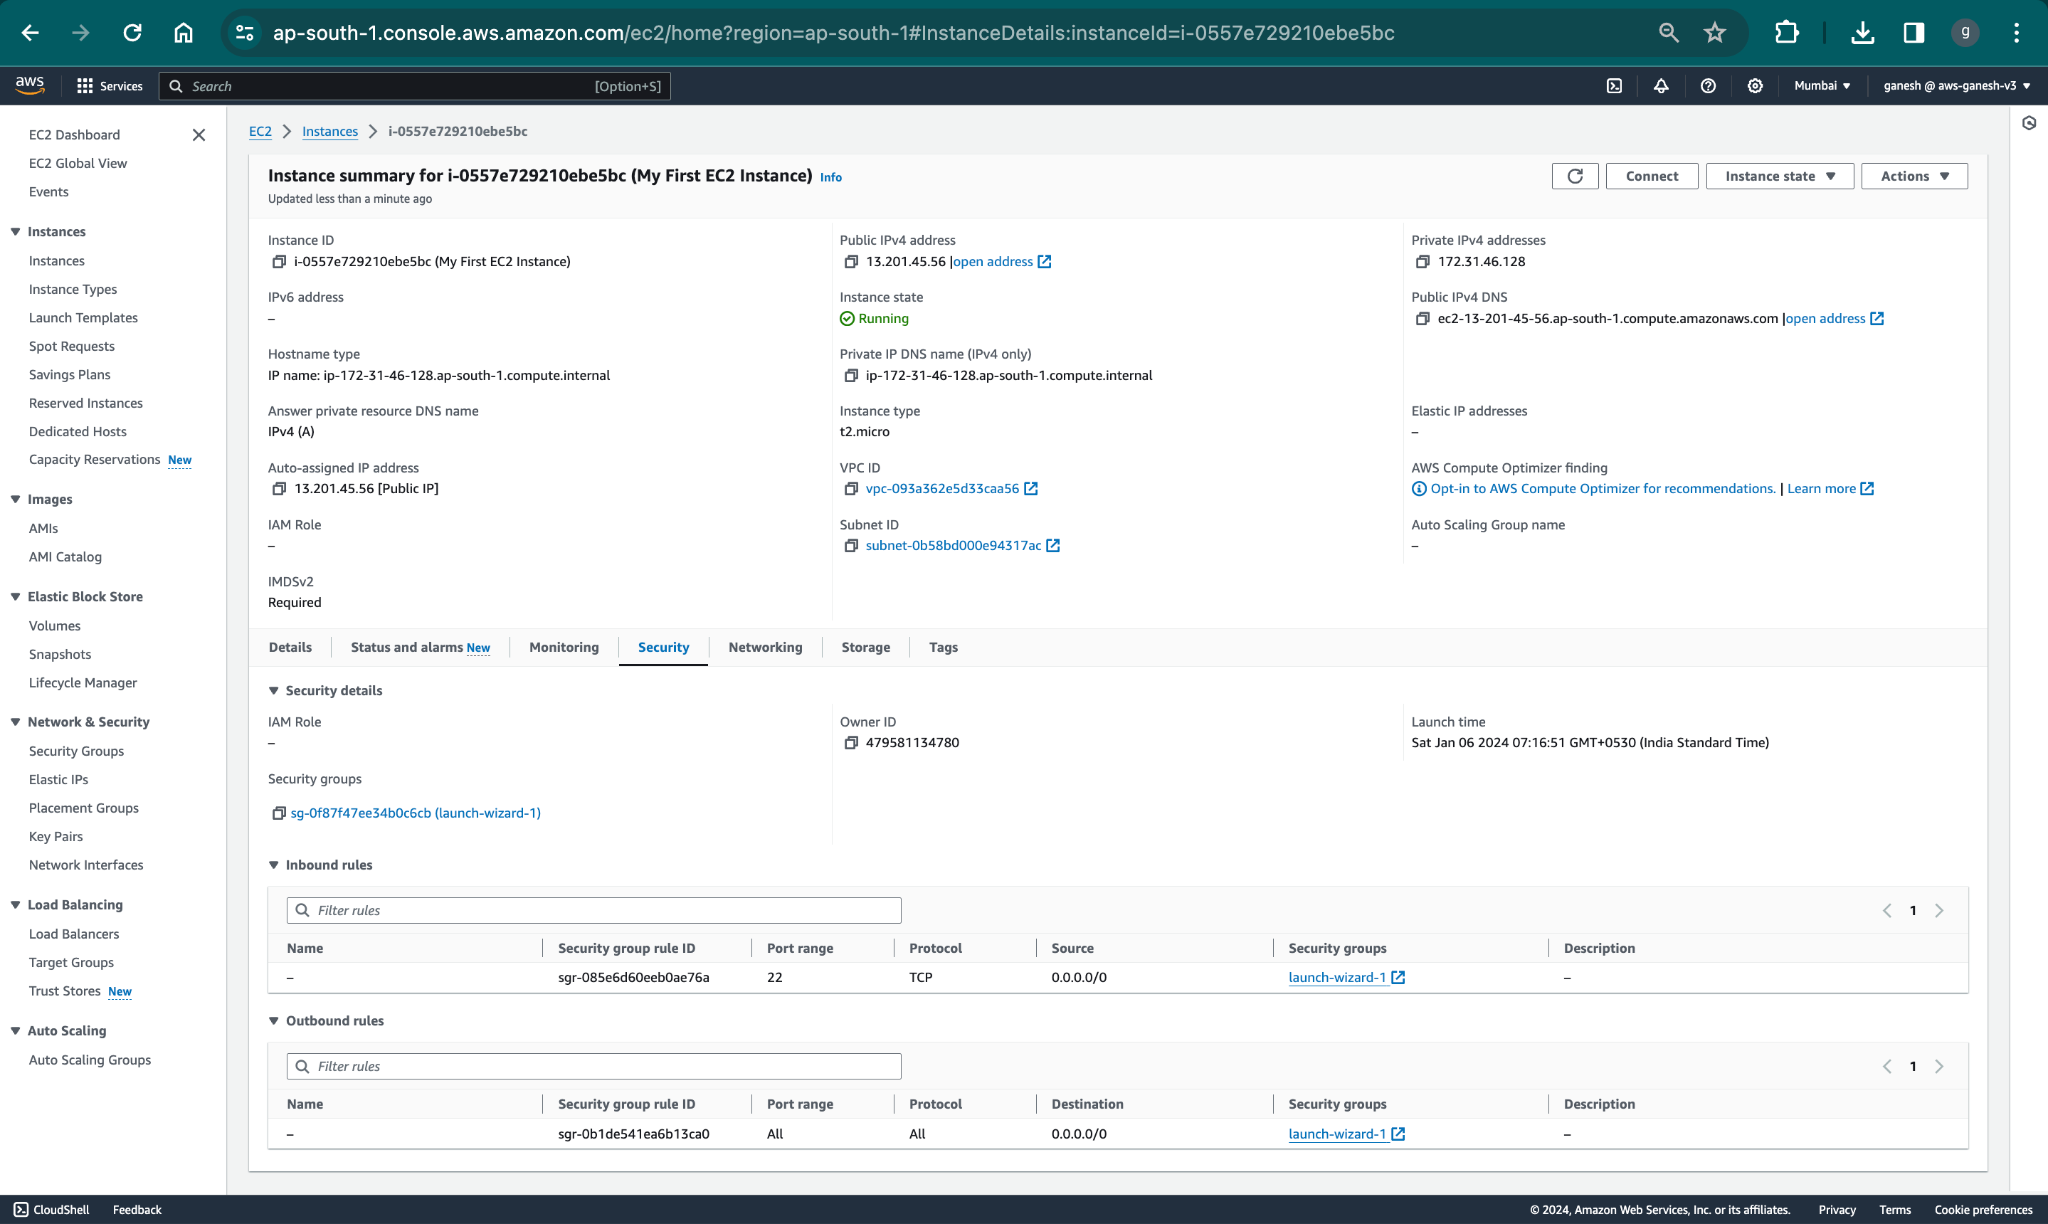 ap-south-1.console.aws.amazon.com/ec2/home?region=ap-south-1#InstanceDetails:instanceId=i-0557e729210ebe5bc
g
aws
Services
Search
[Option+S]
Mumbai
ganesh @ aws-ganesh-v3
EC2 Dashboard
EC2 Global View
Events
Instances
Instances
Instance Types
Launch Templates
Spot Requests
Savings Plans
Reserved Instances
Dedicated Hosts
Capacity Reservations New
Images
AMIs
AMI Catalog
Elastic Block Store
Volumes
Snapshots
Lifecycle Manager
Network & Security
Security Groups
Elastic IPs
Placement Groups
Key Pairs
Network Interfaces
Load Balancing
Load Balancers
Target Groups
Trust Stores New
Auto Scaling
Auto Scaling Groups
EC2 > Instances > i-0557e729210ebe5bc
Instance summary for i-0557e729210ebe5bc (My First EC2 Instance) Info
Updated less than a minute ago
Connect
Instance state
Actions
Instance ID
i-0557e729210ebe5bc (My First EC2 Instance)
Public IPv4 address
13.201.45.56 |open address
Private IPv4 addresses
172.31.46.128
IPv6 address
–
Instance state
Running
Public IPv4 DNS
ec2-13-201-45-56.ap-south-1.compute.amazonaws.com |open address
Hostname type
IP name: ip-172-31-46-128.ap-south-1.compute.internal
Private IP DNS name (IPv4 only)
ip-172-31-46-128.ap-south-1.compute.internal
Answer private resource DNS name
IPv4 (A)
Instance type
t2.micro
Elastic IP addresses
–
Auto-assigned IP address
13.201.45.56 [Public IP]
VPC ID
vpc-093a362e5d33caa56
AWS Compute Optimizer finding
Opt-in to AWS Compute Optimizer for recommendations. | Learn more
IAM Role
–
Subnet ID
subnet-0b58bd000e94317ac
Auto Scaling Group name
–
IMDSv2
Required
Details
Status and alarms New
Monitoring
Security
Networking
Storage
Tags
Security details
IAM Role
–
Owner ID
479581134780
Launch time
Sat Jan 06 2024 07:16:51 GMT+0530 (India Standard Time)
Security groups
sg-0f87f47ee34b0c6cb (launch-wizard-1)
Inbound rules
Filter rules
1
Name Security group rule ID Port range Protocol Source Security groups Description
– sgr-085e6d60eeb0ae76a 22 TCP 0.0.0.0/0 launch-wizard-1 –
Outbound rules
Filter rules
1
Name Security group rule ID Port range Protocol Destination Security groups Description
– sgr-0b1de541ea6b13ca0 All All 0.0.0.0/0 launch-wizard-1 –
CloudShell
Feedback
© 2024, Amazon Web Services, Inc. or its affiliates.
Privacy
Terms
Cookie preferences